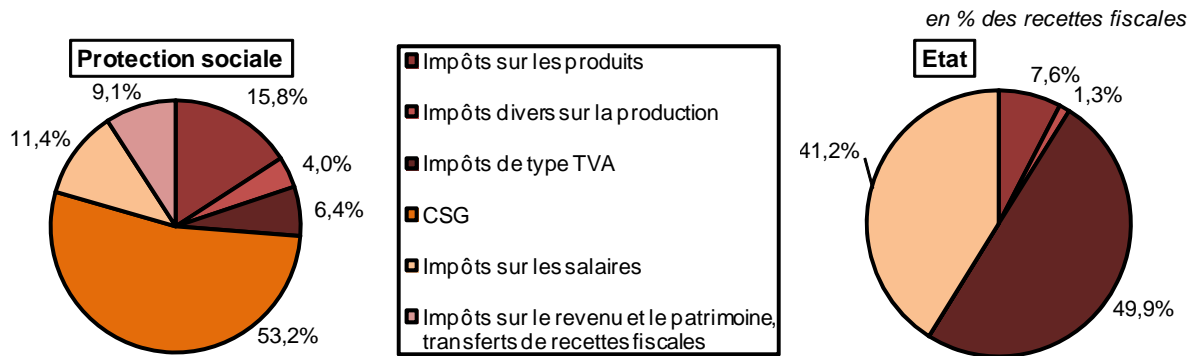 en % des recettes fiscales
Protection sociale
9,1%
15,8%
11,4%
4,0%
6,4%
53,2%
Impôts sur les produits
Impôts divers sur la production
Impôts de type TVA
CSG
Impôts sur les salaires
Impôts sur le revenu et le patrimoine,
transferts de recettes fiscales
Etat
7,6%
1,3%
41,2%
49,9%